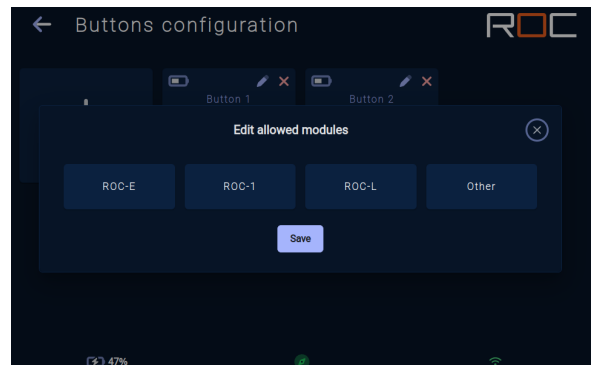 Buttons configuration
ROC
Button 1
Button 2
Edit allowed modules
ROC-E
ROC-1
ROC-L
Other
Save
47%